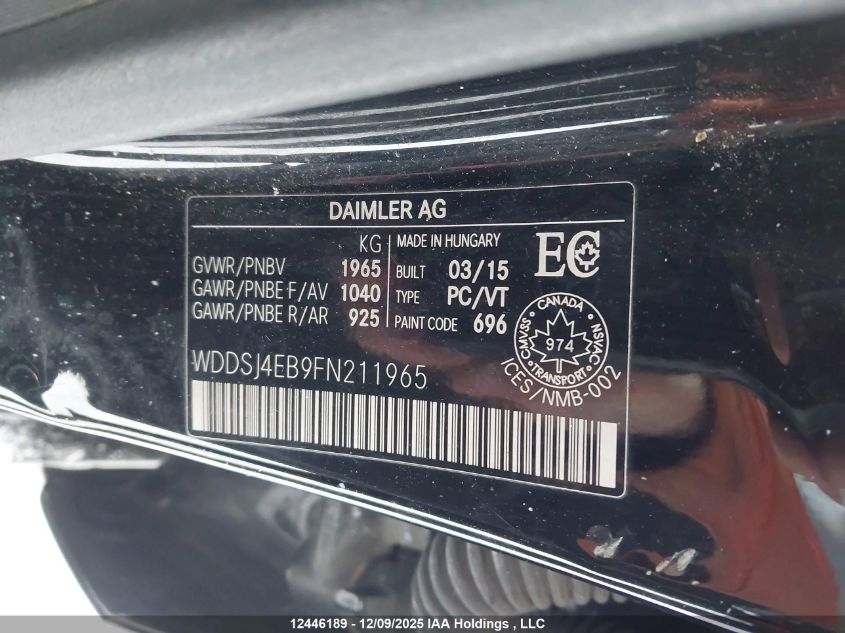 DAIMLER AG
KG
GVWR/PNBV 1965
GAWR/PNBE F/AV 1040
GAWR/PNBE R/AR 925
MADE IN HUNGARY
BUILT 03/15
TYPE PC/VT
PAINT CODE 696
EC
CANADA
CMVSS
NSVAC
974
TRANSPORT
ICES/NMB-002
WDDSJ4EB9FN211965
12446189 - 12/09/2025 IAA Holdings , LLC